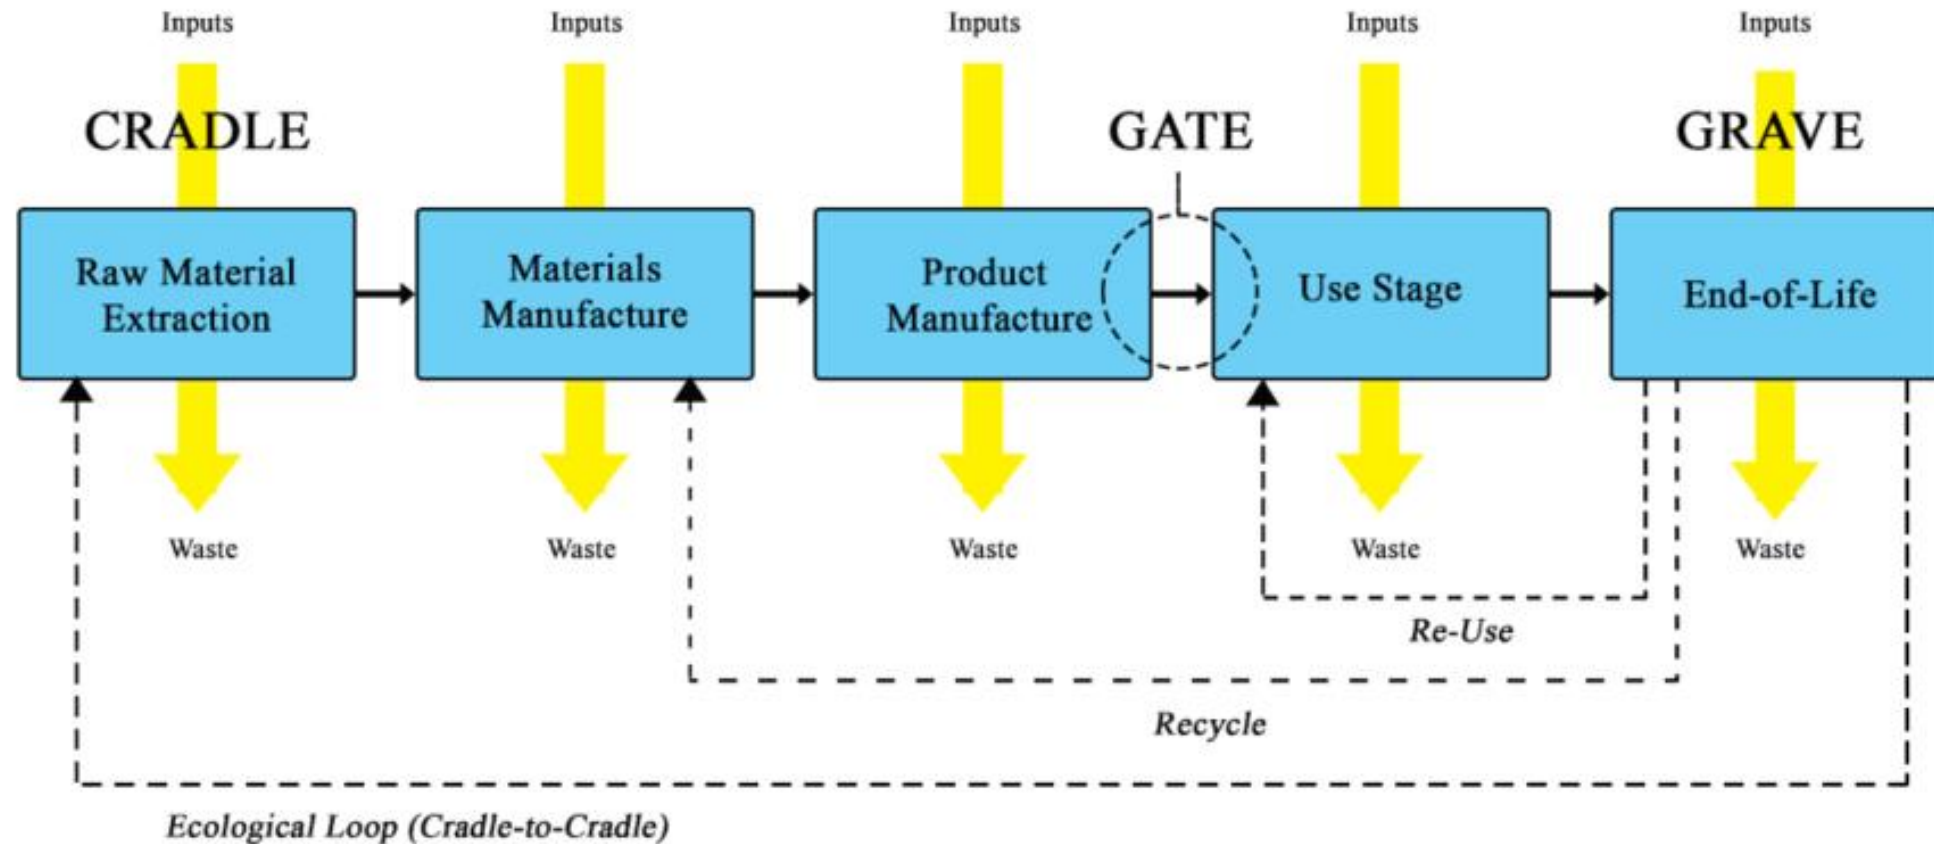 Inputs
Inputs
Inputs
Inputs
Inputs
CRADLE
GATE
GRAVE
Raw Material
Extraction
Materials
Manufacture
Product
Manufacture
Use Stage
End-of-Life
Waste
Waste
Waste
Waste
Waste
Re-Use
Recycle
Ecological Loop (Cradle-to-Cradle)